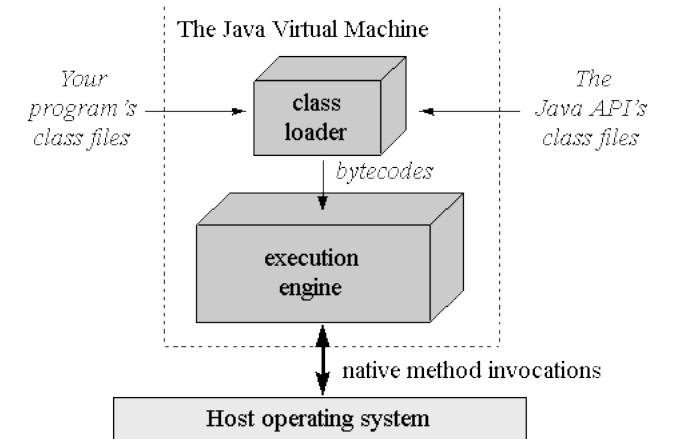 The Java Virtual Machine
Your
program's
class files
class
loader
The
Java API's
class files
bytecodes
execution
engine
native method invocations
Host operating system